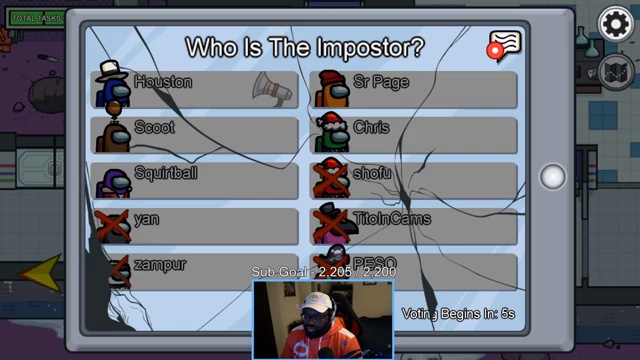 TOTAL TASKS
Who Is The Impostor?
Houston
Sr Page
Scoot
Chris
Squirtball
shofu
yan
TitoInCams
zampur
PESO
Sub Goal - 2,205 / 2,200
Voting Begins In: 5s